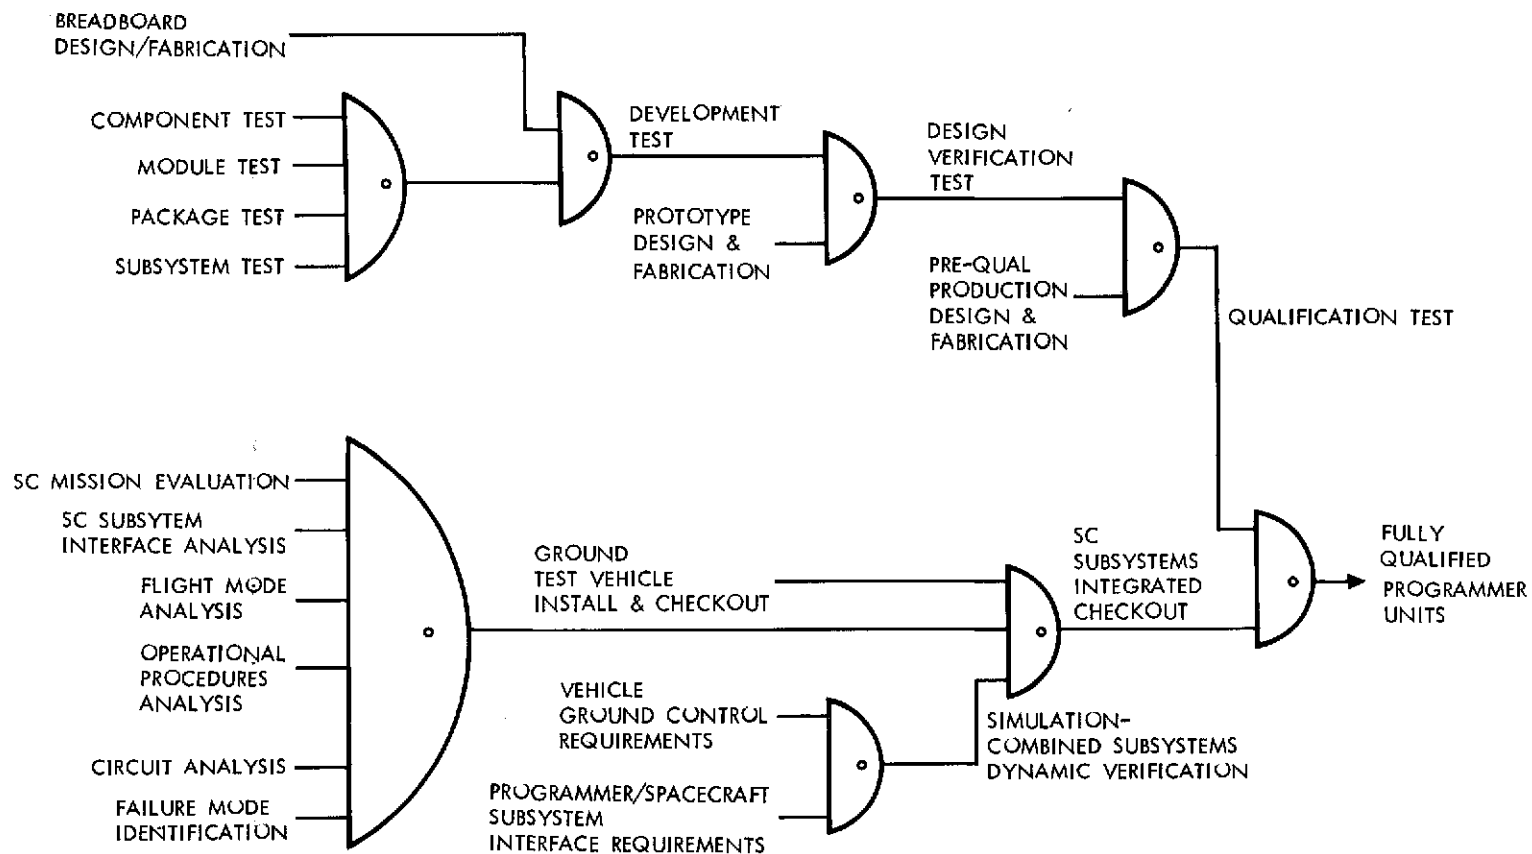 BREADBOARD
DESIGN/FABRICATION
COMPONENT TEST
MODULE TEST
PACKAGE TEST
SUBSYSTEM TEST
DEVELOPMENT
TEST
PROTOTYPE
DESIGN &
FABRICATION
DESIGN
VERIFICATION
TEST
PRE-QUAL
PRODUCTION
DESIGN &
FABRICATION
QUALIFICATION TEST
SC MISSION EVALUATION
SC SUBSYTEM
INTERFACE ANALYSIS
FLIGHT MODE
ANALYSIS
OPERATIONAL
PROCEDURES
ANALYSIS
CIRCUIT ANALYSIS
FAILURE MODE
IDENTIFICATION
GROUND
TEST VEHICLE
INSTALL & CHECKOUT
VEHICLE
GROUND CONTROL
REQUIREMENTS
PROGRAMMER/SPACECRAFT
SUBSYSTEM
INTERFACE REQUIREMENTS
SC
SUBSYSTEMS
INTEGRATED
CHECKOUT
SIMULATION-
COMBINED SUBSYSTEMS
DYNAMIC VERIFICATION
FULLY
QUALIFIED
PROGRAMMER
UNITS